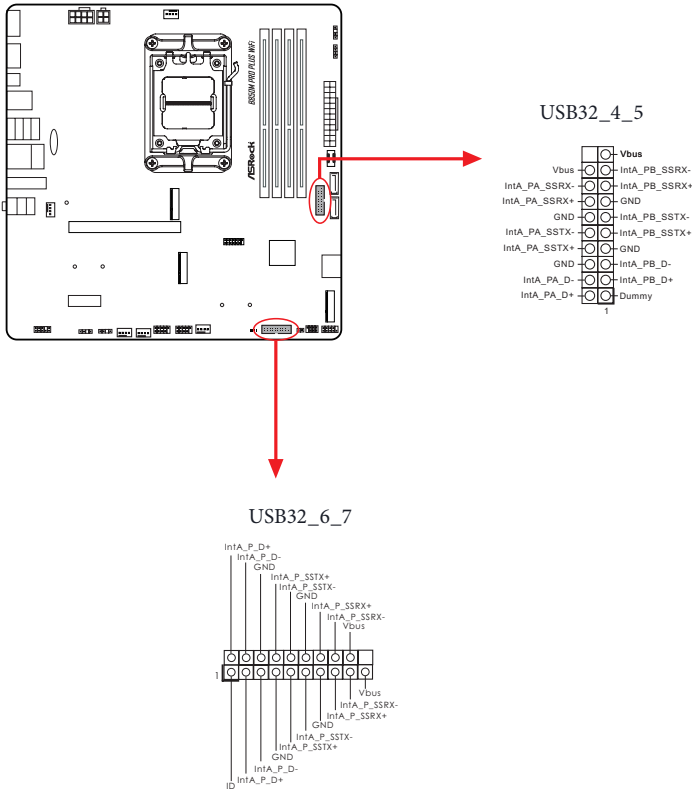 B850M PRO PLUS WiFi
ASRock
USB32_4_5
Vbus
Vbus
IntA_PB_SSRX-
IntA_PA_SSRX-
IntA_PB_SSRX+
IntA_PA_SSRX+
GND
GND
IntA_PB_SSTX-
IntA_PA_SSTX-
IntA_PB_SSTX+
IntA_PA_SSTX+
GND
GND
IntA_PB_D-
IntA_PA_D-
IntA_PB_D+
IntA_PA_D+
Dummy
1
USB32_6_7
IntA_P_D+
IntA_P_D-
GND
IntA_P_SSTX+
IntA_P_SSTX-
GND
IntA_P_SSRX+
IntA_P_SSRX-
Vbus
1
Vbus
IntA_P_SSRX-
IntA_P_SSRX+
GND
IntA_P_SSTX-
IntA_P_SSTX+
GND
IntA_P_D-
IntA_P_D+
ID